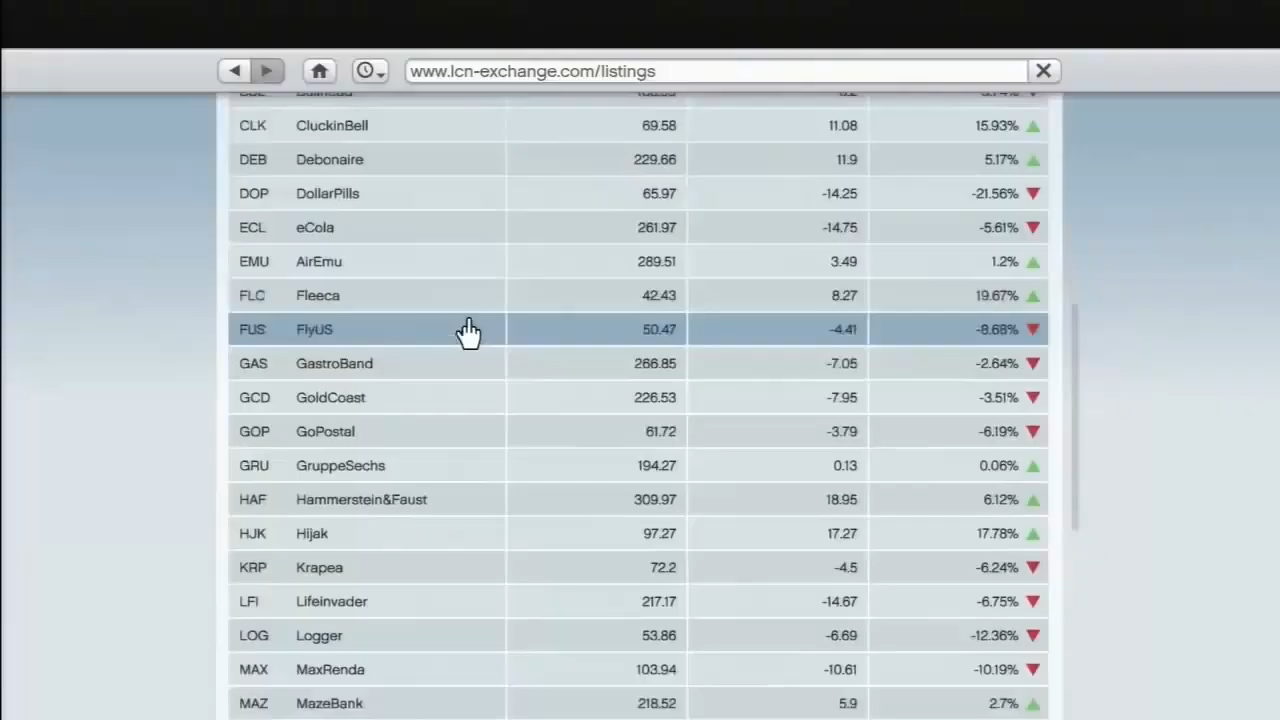 www.lcn-exchange.com/listings
CLK CluckinBell 69.58 11.08 15.93%
DEB Debonaire 229.66 11.9 5.17%
DOP DollarPills 65.97 -14.25 -21.56%
ECL eCola 261.97 -14.75 -5.61%
EMU AirEmu 289.51 3.49 1.2%
FLC Fleeca 42.43 8.27 19.67%
FUS FlyUS 50.47 -4.41 -8.68%
GAS GastroBand 266.85 -7.05 -2.64%
GCD GoldCoast 226.53 -7.95 -3.51%
GOP GoPostal 61.72 -3.79 -6.19%
GRU GruppeSechs 194.27 0.13 0.06%
HAF Hammerstein&Faust 309.97 18.95 6.12%
HJK Hijak 97.27 17.27 17.78%
KRP Krapea 72.2 -4.5 -6.24%
LFI Lifeinvader 217.17 -14.67 -6.75%
LOG Logger 53.86 -6.69 -12.36%
MAX MaxRenda 103.94 -10.61 -10.19%
MAZ MazeBank 218.52 5.9 2.7%